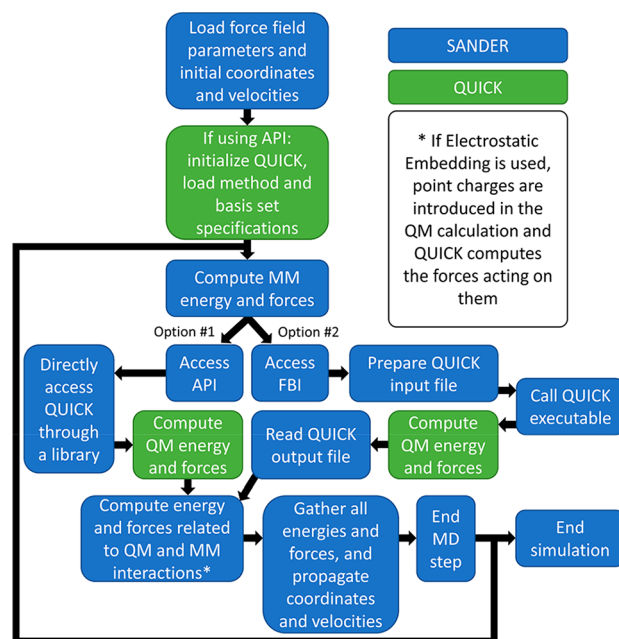 Load force field
parameters and
initial coordinates
and velocities
SANDER
QUICK
If using API:
initialize QUICK,
load method and
basis set
specifications
* If Electrostatic
Embedding is used,
point charges are
introduced in the
QM calculation and
QUICK computes
the forces acting on
them
Compute MM
energy and forces
Option #1
Option #2
Directly
access
QUICK
through
a library
Access
API
Access
FBI
Prepare QUICK
input file
Call QUICK
executable
Compute
QM energy
and forces
Read QUICK
output file
Compute
QM energy
and forces
Compute energy
and forces related
to QM and MM
interactions*
Gather all
energies and
forces, and
propagate
coordinates
and velocities
End
MD
step
End
simulation